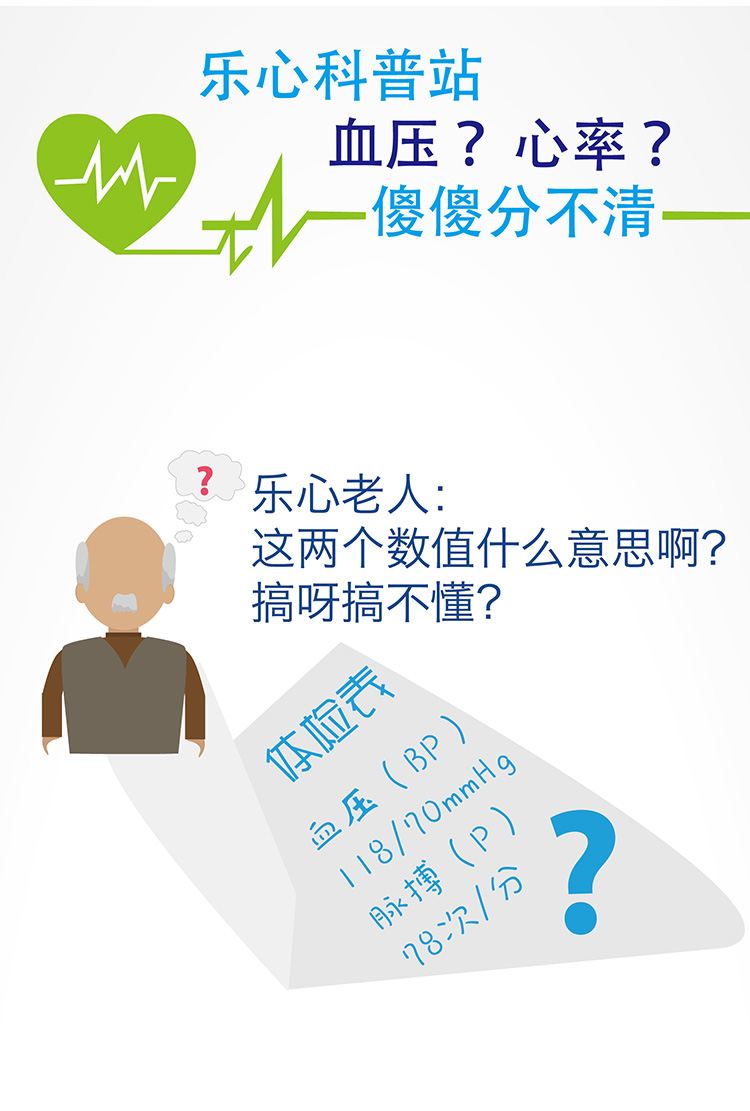 乐心科普站
血压？心率？
傻傻分不清
?
乐心老人：
这两个数值什么意思啊？
搞呀搞不懂？
体检表
血压（BP）
118/70mmHg
脉搏（P）
78次/分
?